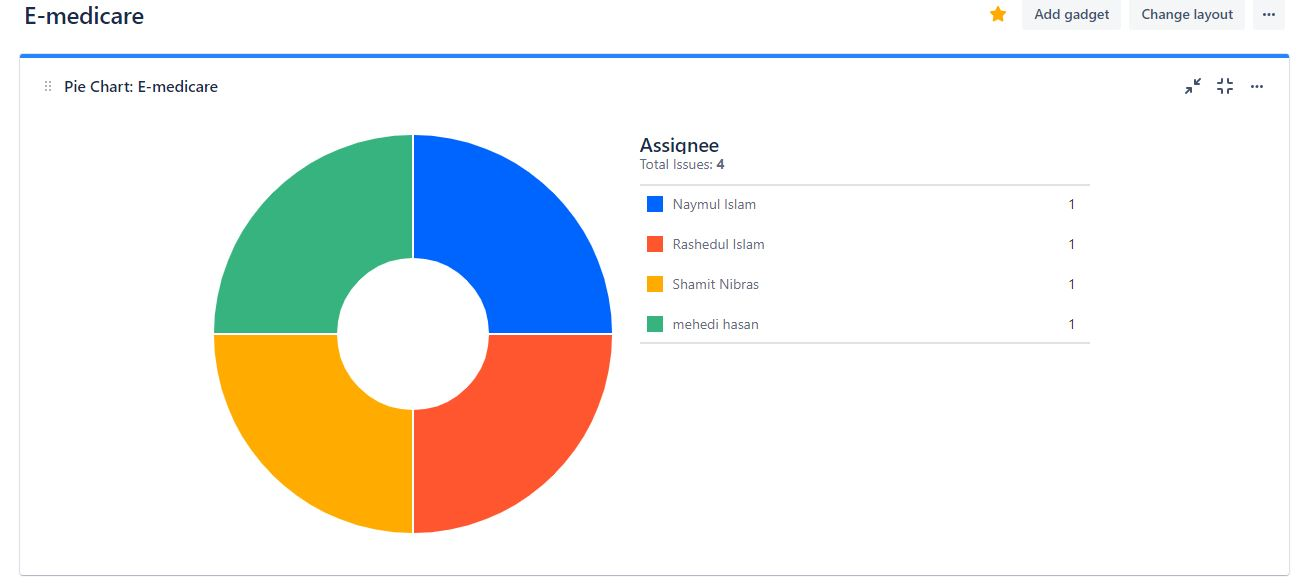 E-medicare
Add gadget
Change layout
Pie Chart: E-medicare
Assignee
Total Issues: 4
Naymul Islam 1
Rashedul Islam 1
Shamit Nibras 1
mehedi hasan 1